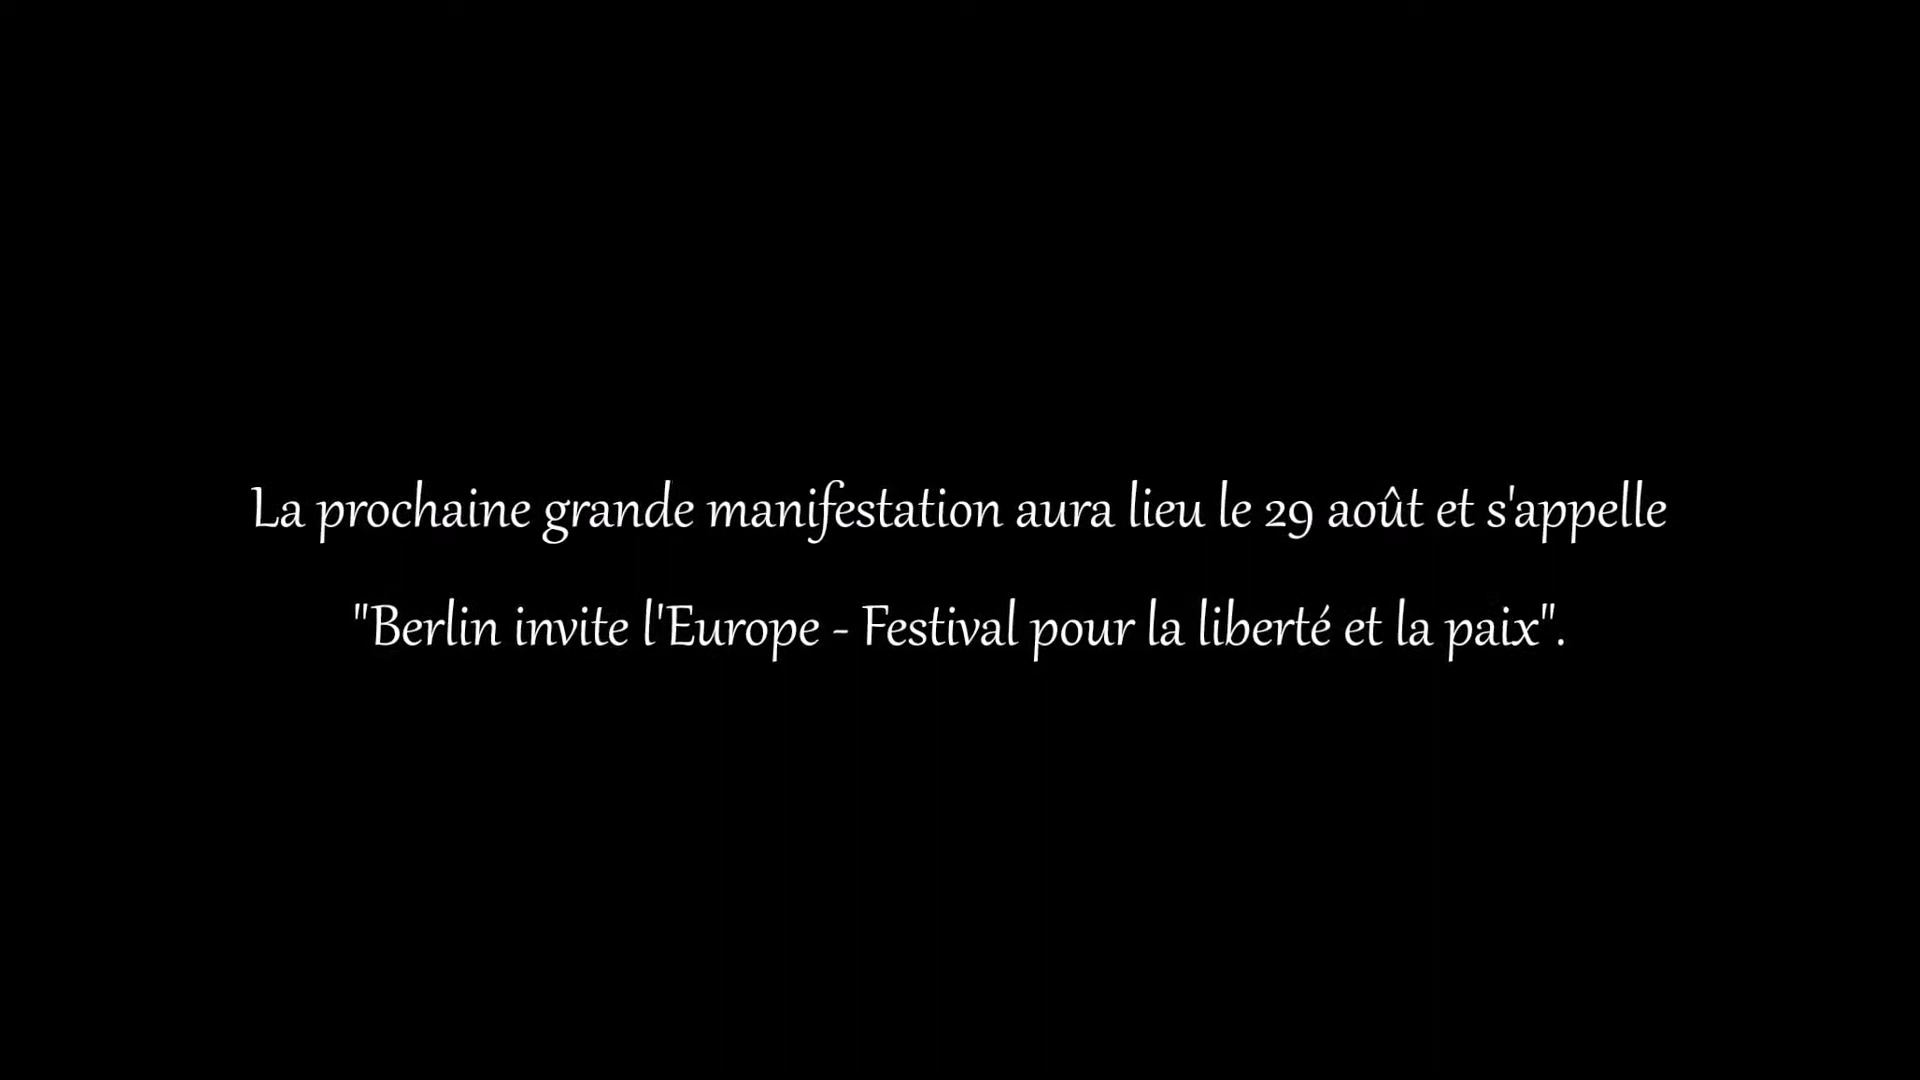 La prochaine grande manifestation aura lieu le 29 août et s'appelle
"Berlin invite l'Europe - Festival pour la liberté et la paix".